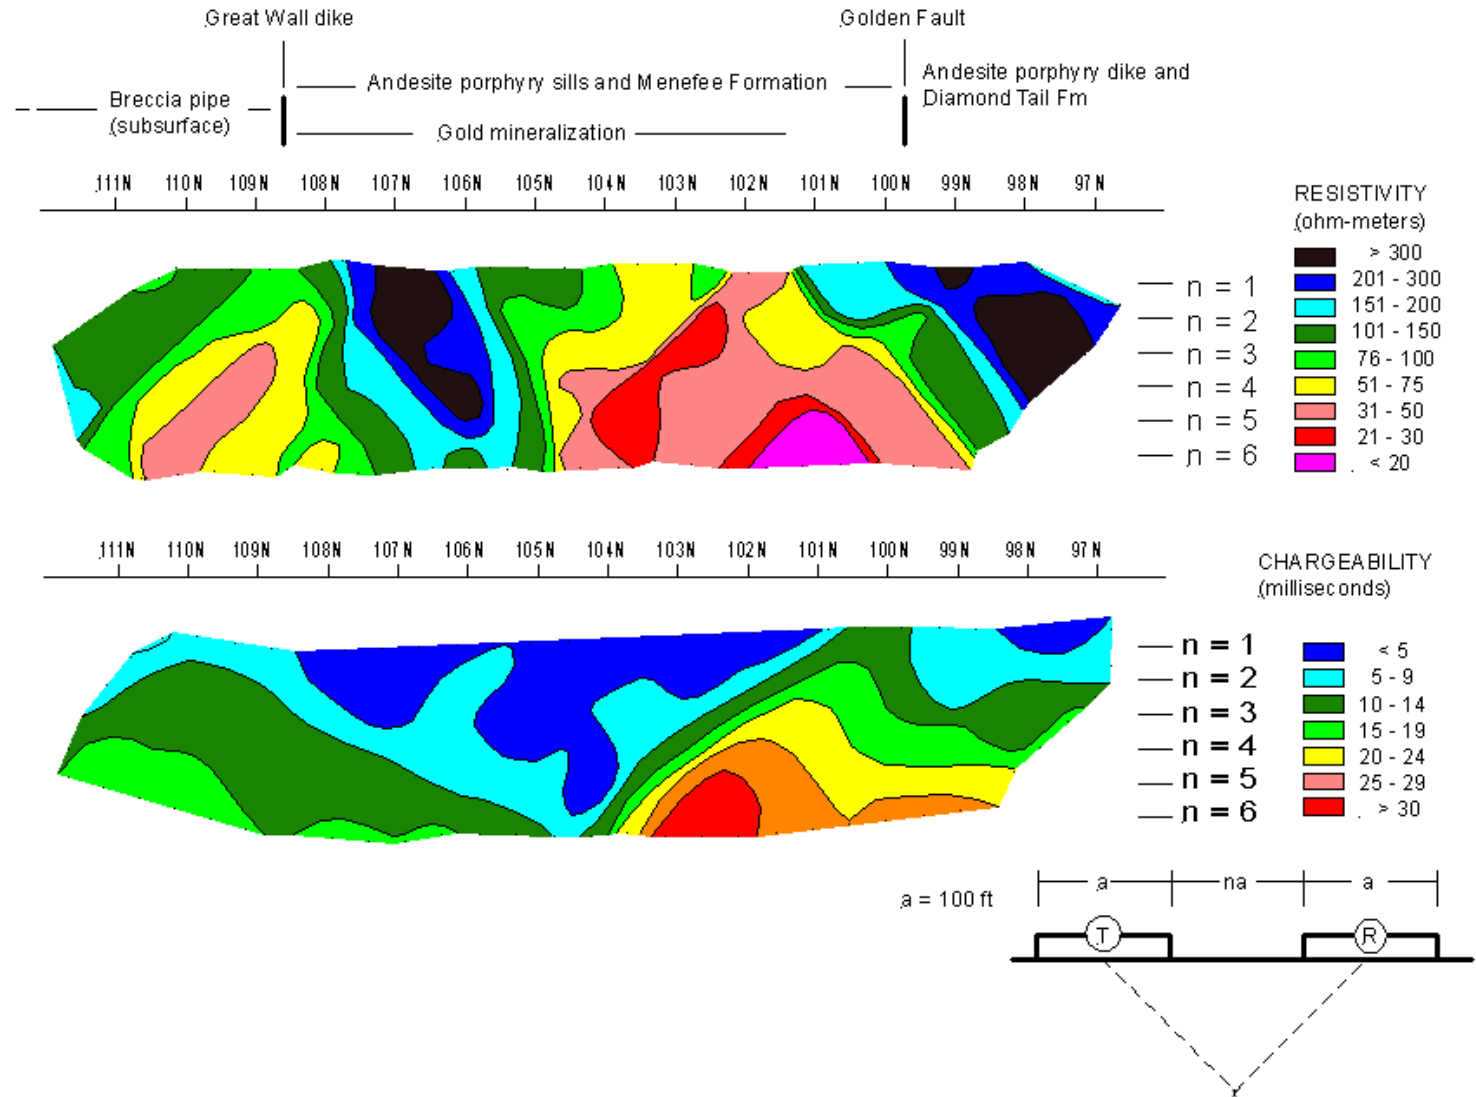 Great Wall dike
Golden Fault
Andesite porphyry sills and Menefee Formation
Andesite porphyry dike and
Diamond Tail Fm
Breccia pipe
(subsurface)
Gold mineralization
111N 110N 109N 108N 107N 106N 105N 104N 103N 102N 101N 100N 99N 98N 97N
RESISTIVITY
(ohm-meters)
> 300
201 - 300
151 - 200
101 - 150
76 - 100
51 - 75
31 - 50
21 - 30
< 20
n = 1
n = 2
n = 3
n = 4
n = 5
n = 6
111N 110N 109N 108N 107N 106N 105N 104N 103N 102N 101N 100N 99N 98N 97N
CHARGEABILITY
(milliseconds)
n = 1
n = 2
n = 3
n = 4
n = 5
n = 6
< 5
5 - 9
10 - 14
15 - 19
20 - 24
25 - 29
> 30
a = 100 ft
a na a
T R